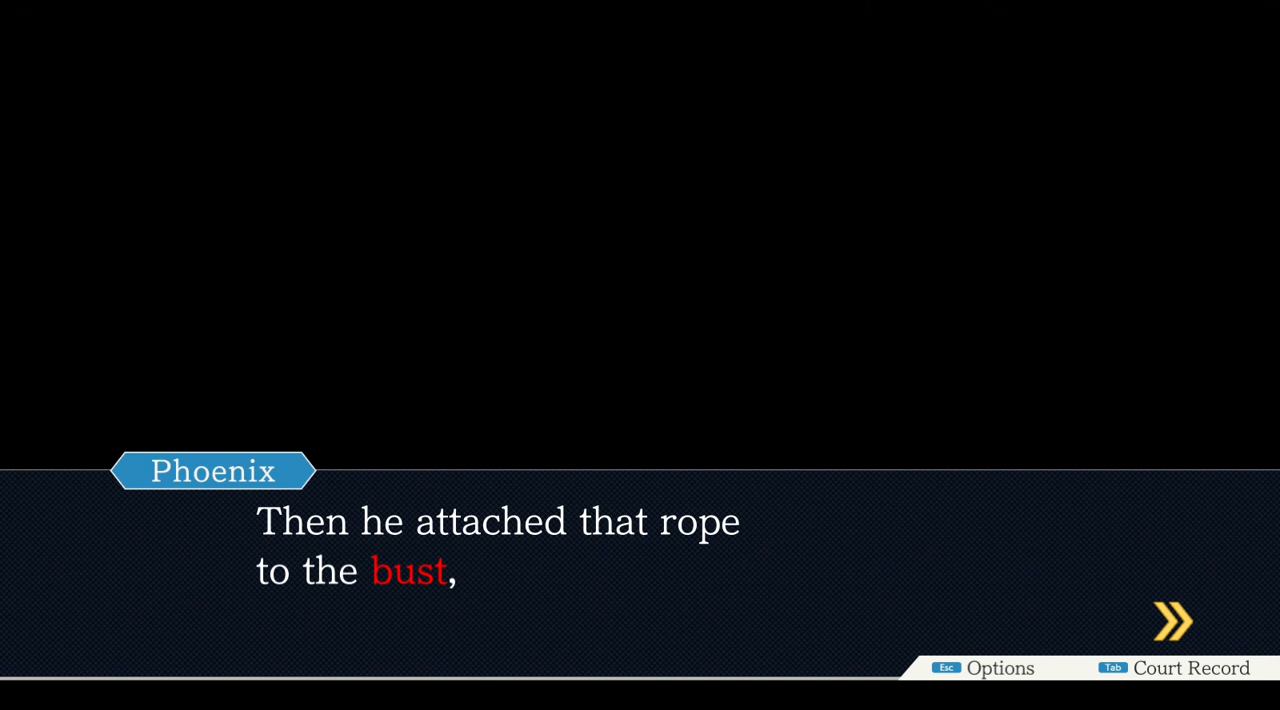 Phoenix
Then he attached that rope
to the bust,
Esc Options Tab Court Record